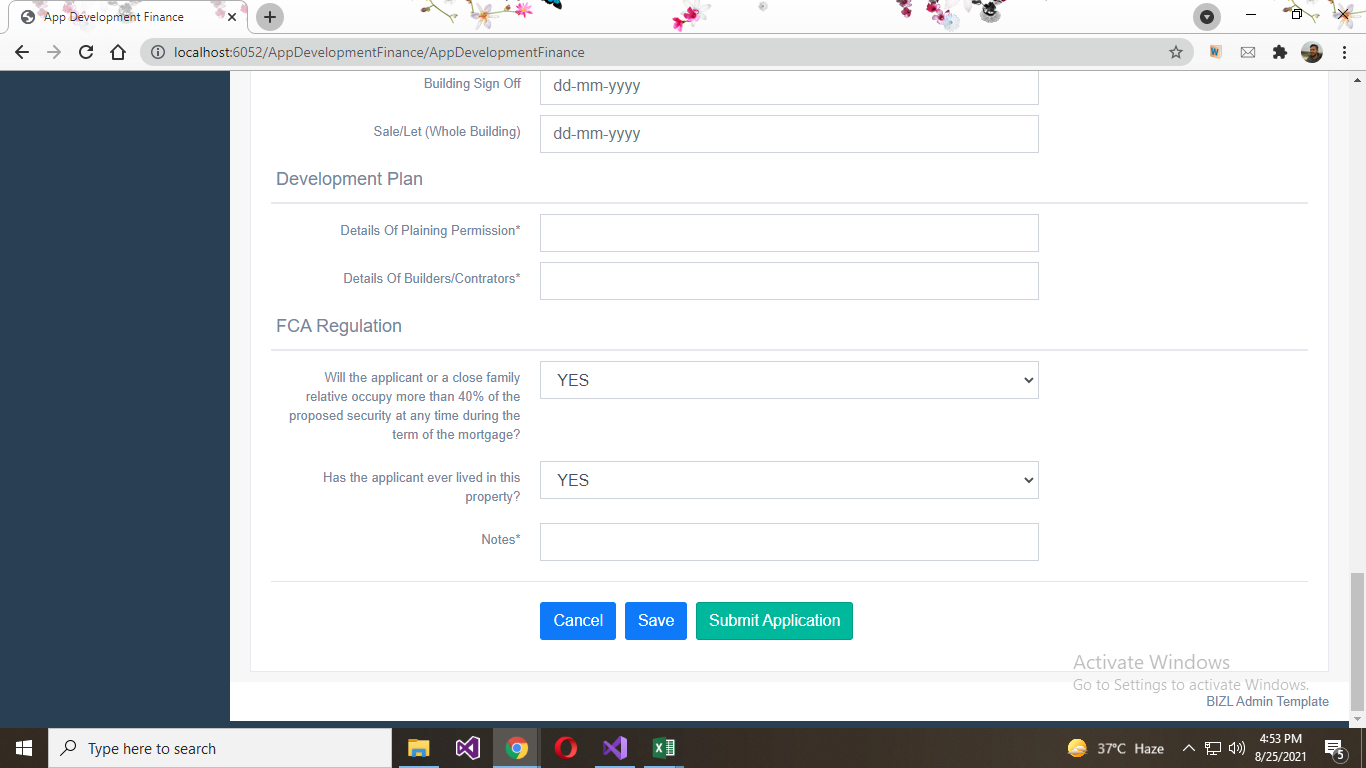 App Development Finance
localhost:6052/AppDevelopmentFinance/AppDevelopmentFinance
Building Sign Off
dd-mm-yyyy
Sale/Let (Whole Building)
dd-mm-yyyy
Development Plan
Details Of Plaining Permission*
Details Of Builders/Contrators*
FCA Regulation
Will the applicant or a close family
relative occupy more than 40% of the
proposed security at any time during the
term of the mortgage?
YES
Has the applicant ever lived in this
property?
YES
Notes*
Cancel
Save
Submit Application
Activate Windows
Go to Settings to activate Windows.
BIZL Admin Template
Type here to search
37°C Haze
4:53 PM
8/25/2021
5